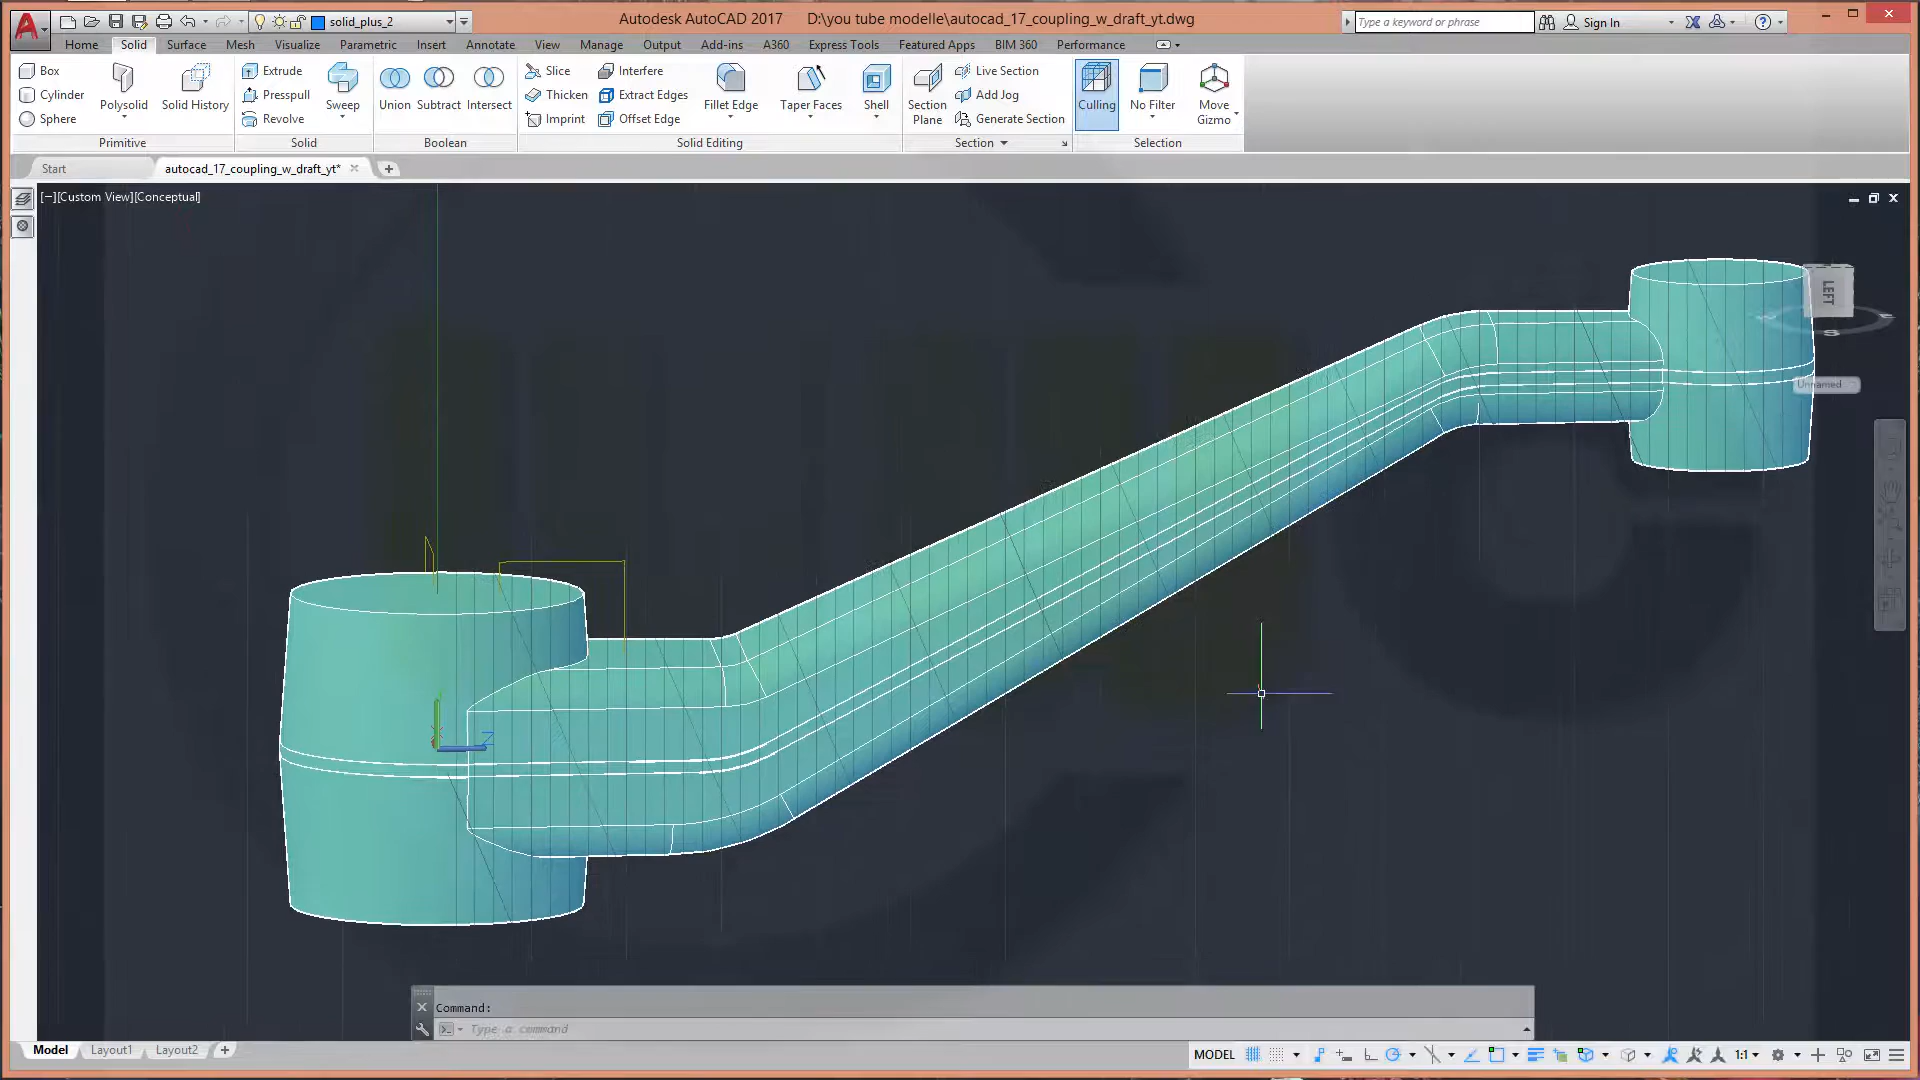 solid_plus_2 Autodesk AutoCAD 2017 D:\you tube modelle\autocad_17_coupling_w_draft_yt.dwg Type a keyword or phrase Sign In
Home Solid Surface Mesh Visualize Parametric Insert Annotate View Manage Output Add-ins A360 Express Tools Featured Apps BIM 360 Performance
Box Extrude Slice Interfere Live Section
Cylinder Presspull Thicken Extract Edges Add Jog
Sphere Revolve Imprint Offset Edge Generate Section
Polysolid Solid History Sweep Union Subtract Intersect Fillet Edge Taper Faces Shell Section Plane Culling No Filter Move Gizmo
Primitive Solid Boolean Solid Editing Section Selection
Start autocad_17_coupling_w_draft_yt*
[−][Custom View][Conceptual]
LEFT
S
Unnamed
Z
Command:
Type a command
Model Layout1 Layout2
MODEL 1:1